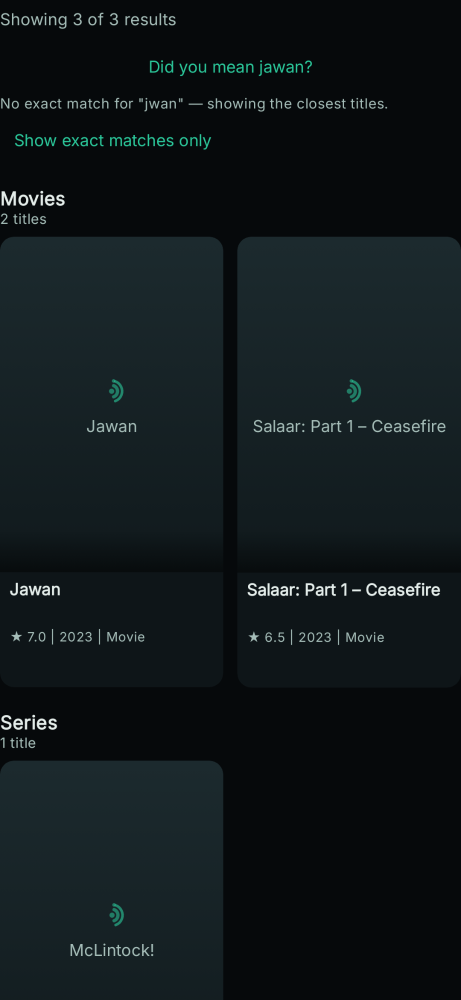 Showing 3 of 3 results
Did you mean jawan?
No exact match for "jwan" — showing the closest titles.
Show exact matches only
Movies
2 titles
Jawan
Salaar: Part 1 – Ceasefire
Jawan
Salaar: Part 1 – Ceasefire
★ 7.0 | 2023 | Movie
★ 6.5 | 2023 | Movie
Series
1 title
McLintock!